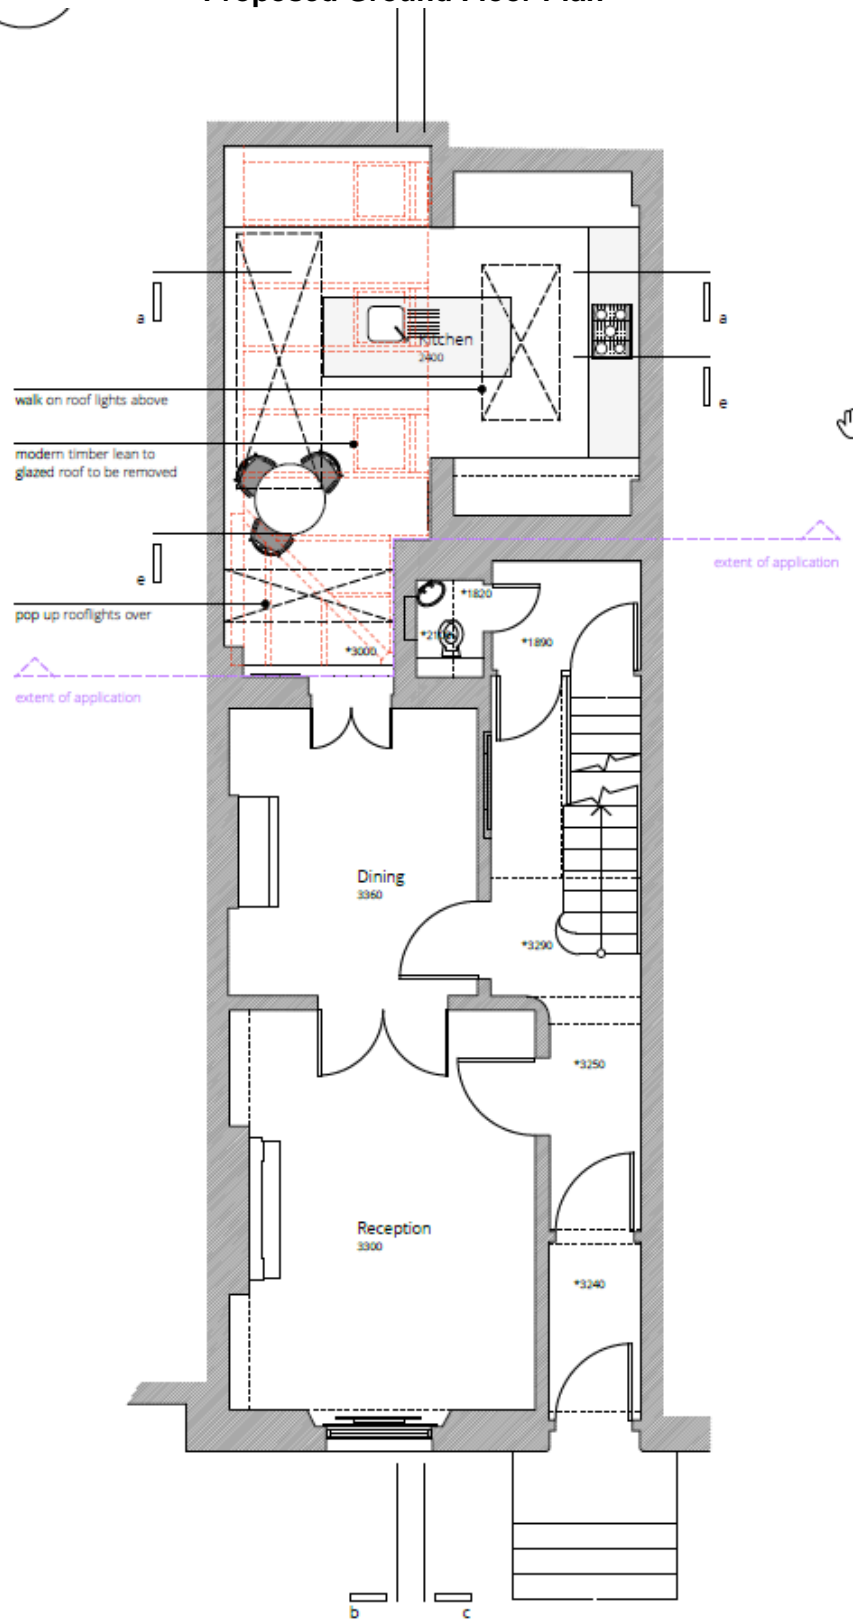 Proposed Ground Floor Plan
a
a
Kitchen
2400
walk on roof lights above
e
modern timber lean to
glazed roof to be removed
extent of application
e
*1820
pop up rooflights over
*1890
*3000
extent of application
Dining
3360
*3290
*3250
Reception
3300
*3240
b
c